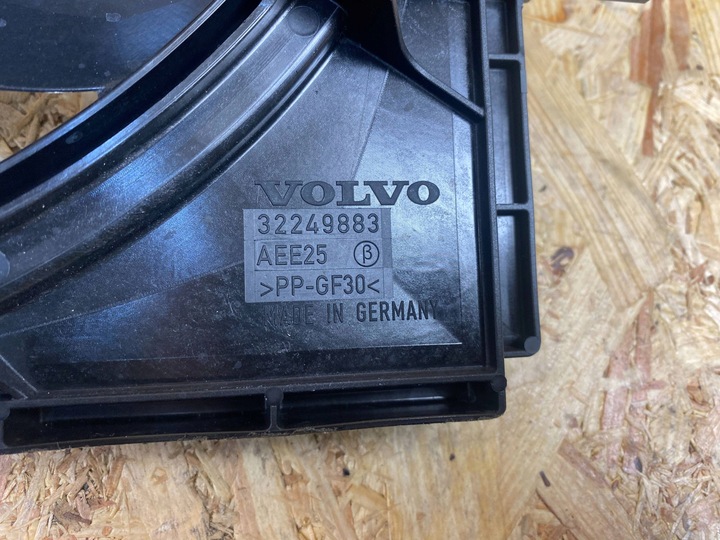 VOLVO
32249883
AEE25 β
>PP-GF30<
MADE IN GERMANY